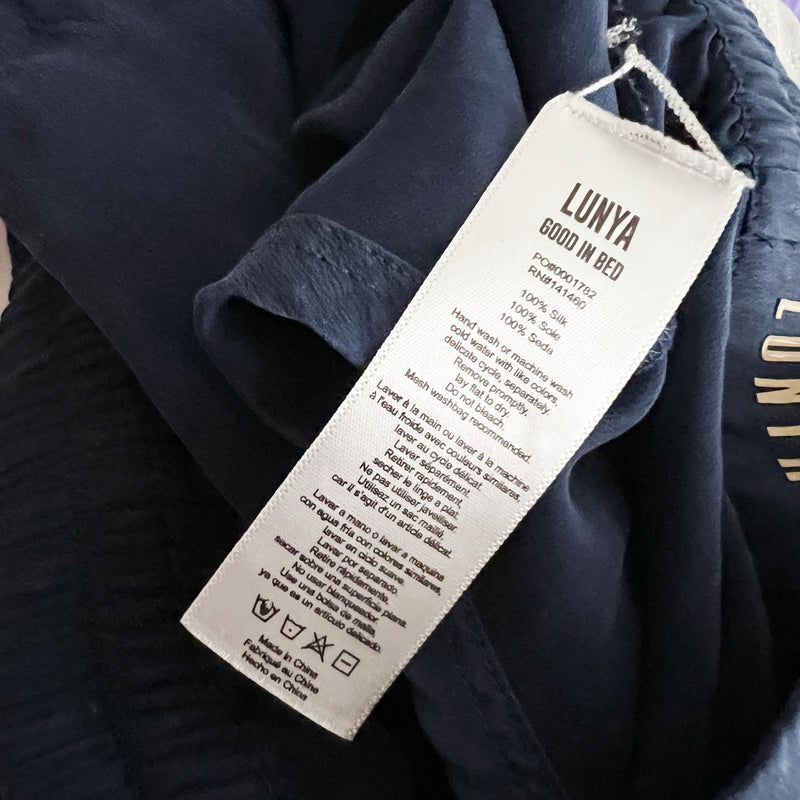 LUNYA
GOOD IN BED
PO#0001782
RN#141460
100% Silk
100% Soie
100% Seda
Hand wash or machine wash
cold water with like colors,
delicate cycle, separately.
Remove promptly,
lay flat to dry.
Do not bleach.
Mesh washbag recommended.
Laver à la main ou laver à la machine
à l'eau froide avec couleurs similaires,
laver au cycle délicat.
Laver séparément.
Retirer rapidement,
secher le linge a plat.
Ne pas utiliser javelliser.
Utilisez un sac maillé,
car il s'agit d'un article délicat.
Lavar a mano o lavar a maquina
con agua fria con colores similares,
lavar en ciclo suave.
Lavar por separado.
Retire rápidamente.
secar sobre una superficie plana.
No usar blanqueador.
Use una bolsa de malla,
ya que es un artículo delicado.
Made in China
Fabriqué au Chine
Hecho en China
LUNYA